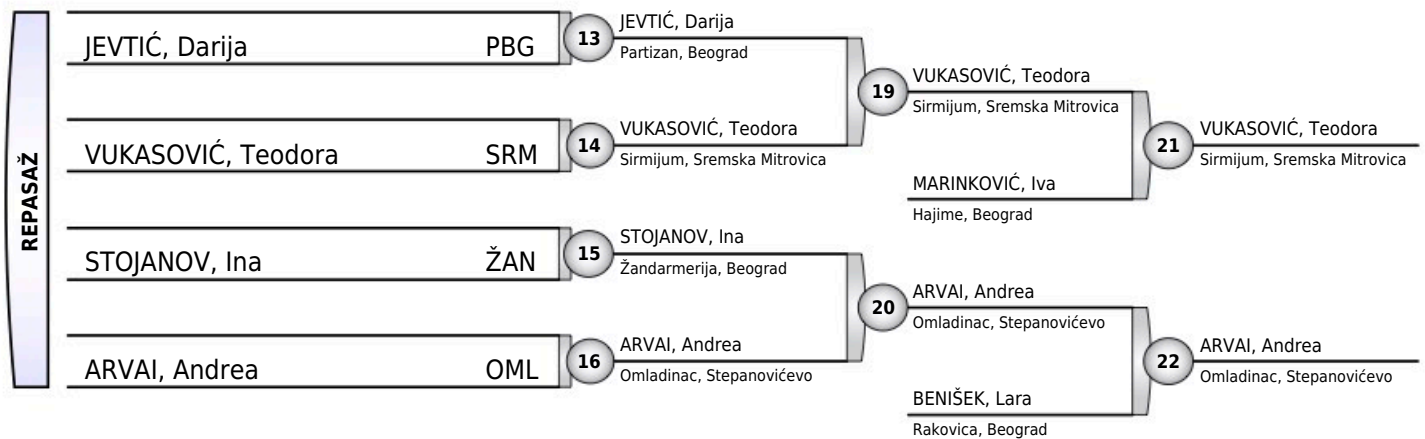 REPASAŽ
JEVTIĆ, Darija PBG
VUKASOVIĆ, Teodora SRM
STOJANOV, Ina ŽAN
ARVAI, Andrea OML
13
JEVTIĆ, Darija
Partizan, Beograd
14
VUKASOVIĆ, Teodora
Sirmijum, Sremska Mitrovica
15
STOJANOV, Ina
Žandarmerija, Beograd
16
ARVAI, Andrea
Omladinac, Stepanovićevo
19
VUKASOVIĆ, Teodora
Sirmijum, Sremska Mitrovica
MARINKOVIĆ, Iva
Hajime, Beograd
20
ARVAI, Andrea
Omladinac, Stepanovićevo
BENIŠEK, Lara
Rakovica, Beograd
21
VUKASOVIĆ, Teodora
Sirmijum, Sremska Mitrovica
22
ARVAI, Andrea
Omladinac, Stepanovićevo